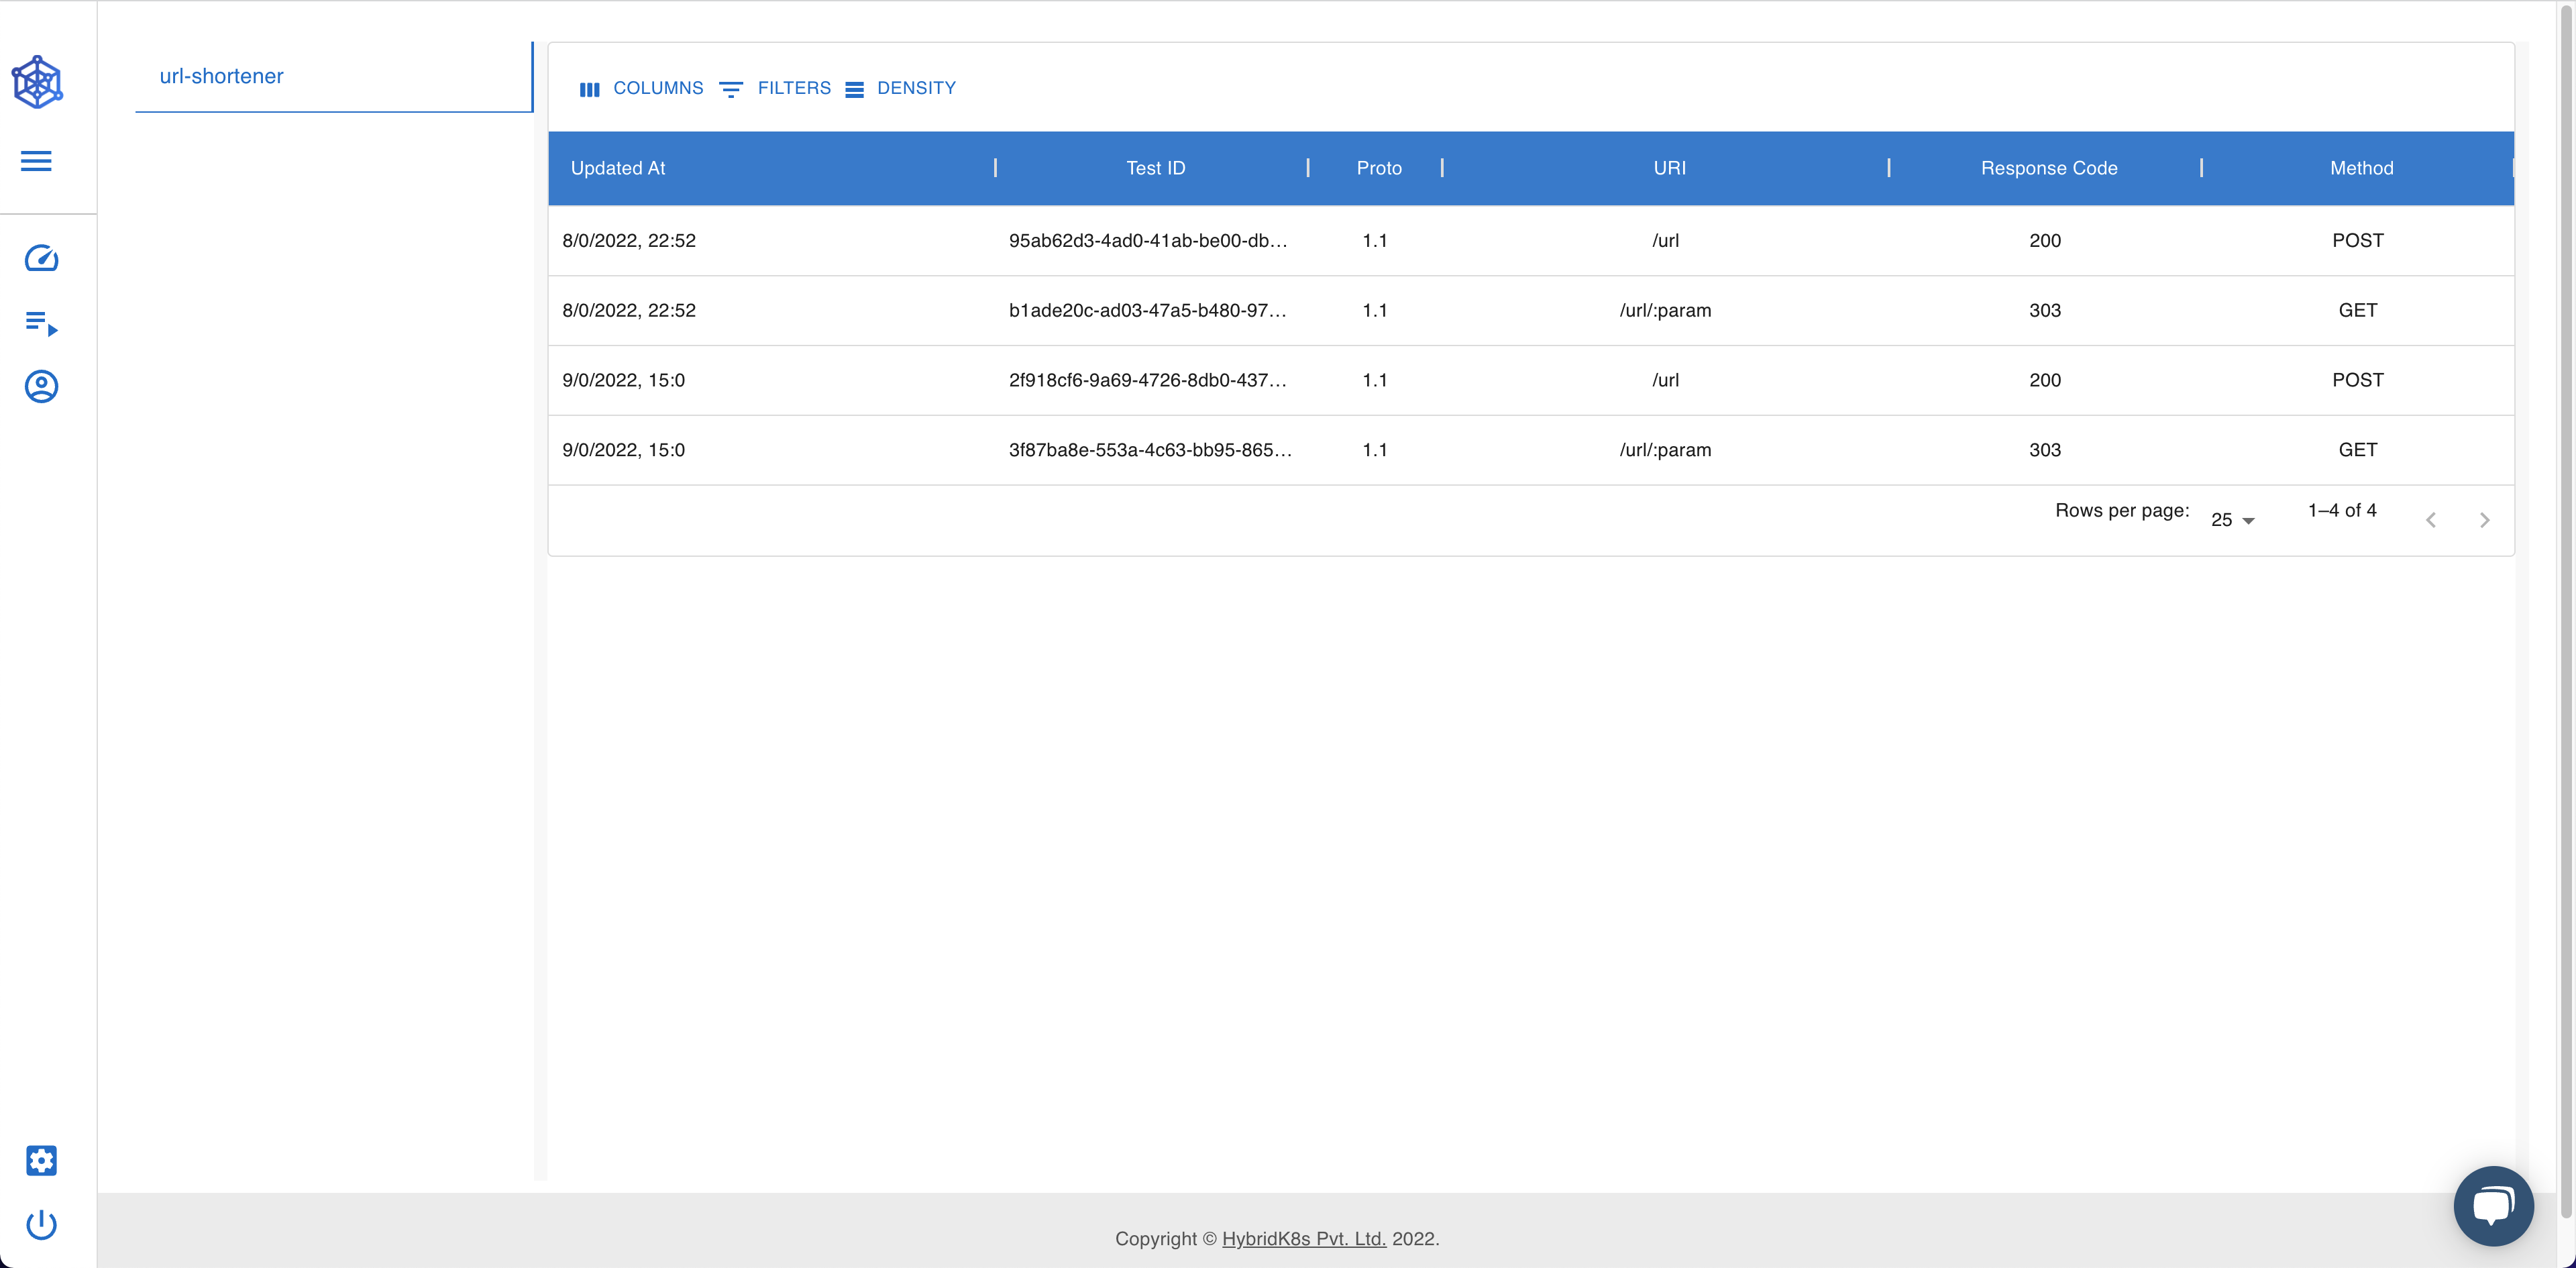 url-shortener
COLUMNS FILTERS DENSITY
Updated At Test ID Proto URI Response Code Method
8/0/2022, 22:52 95ab62d3-4ad0-41ab-be00-db... 1.1 /url 200 POST
8/0/2022, 22:52 b1ade20c-ad03-47a5-b480-97... 1.1 /url/:param 303 GET
9/0/2022, 15:0 2f918cf6-9a69-4726-8db0-437... 1.1 /url 200 POST
9/0/2022, 15:0 3f87ba8e-553a-4c63-bb95-865... 1.1 /url/:param 303 GET
Rows per page: 25 1–4 of 4
Copyright © HybridK8s Pvt. Ltd. 2022.